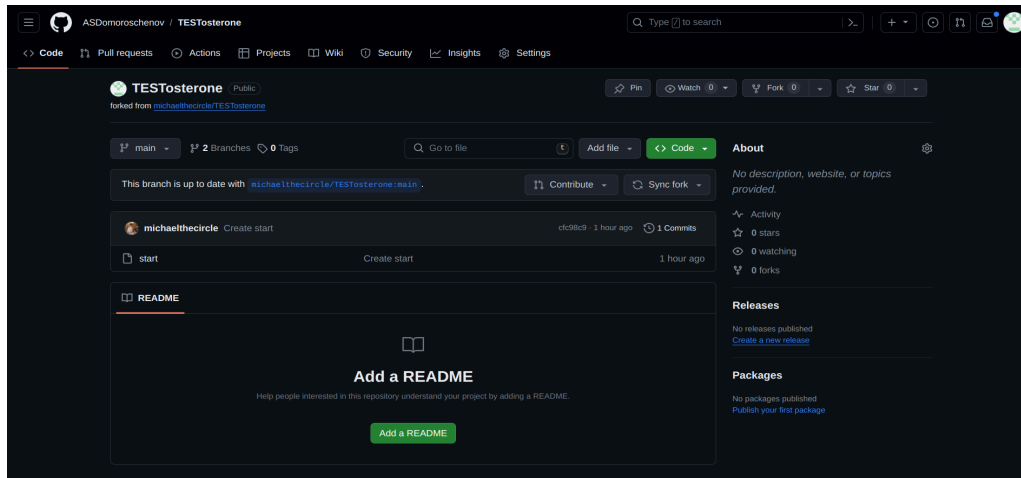 ASDomoroschenov / TESTosterone
Type / to search
Code Pull requests Actions Projects Wiki Security Insights Settings
TESTosterone Public
Pin Watch 0 Fork 0 Star 0
forked from michaelthecircle/TESTosterone
main 2 Branches 0 Tags
Go to file t
Add file
Code
This branch is up to date with michaelthecircle/TESTosterone:main .
Contribute Sync fork
michaelthecircle Create start cfc98c9 · 1 hour ago 1 Commits
start Create start 1 hour ago
README
Add a README
Help people interested in this repository understand your project by adding a README.
Add a README
About
No description, website, or topics
provided.
Activity
0 stars
0 watching
0 forks
Releases
No releases published
Create a new release
Packages
No packages published
Publish your first package